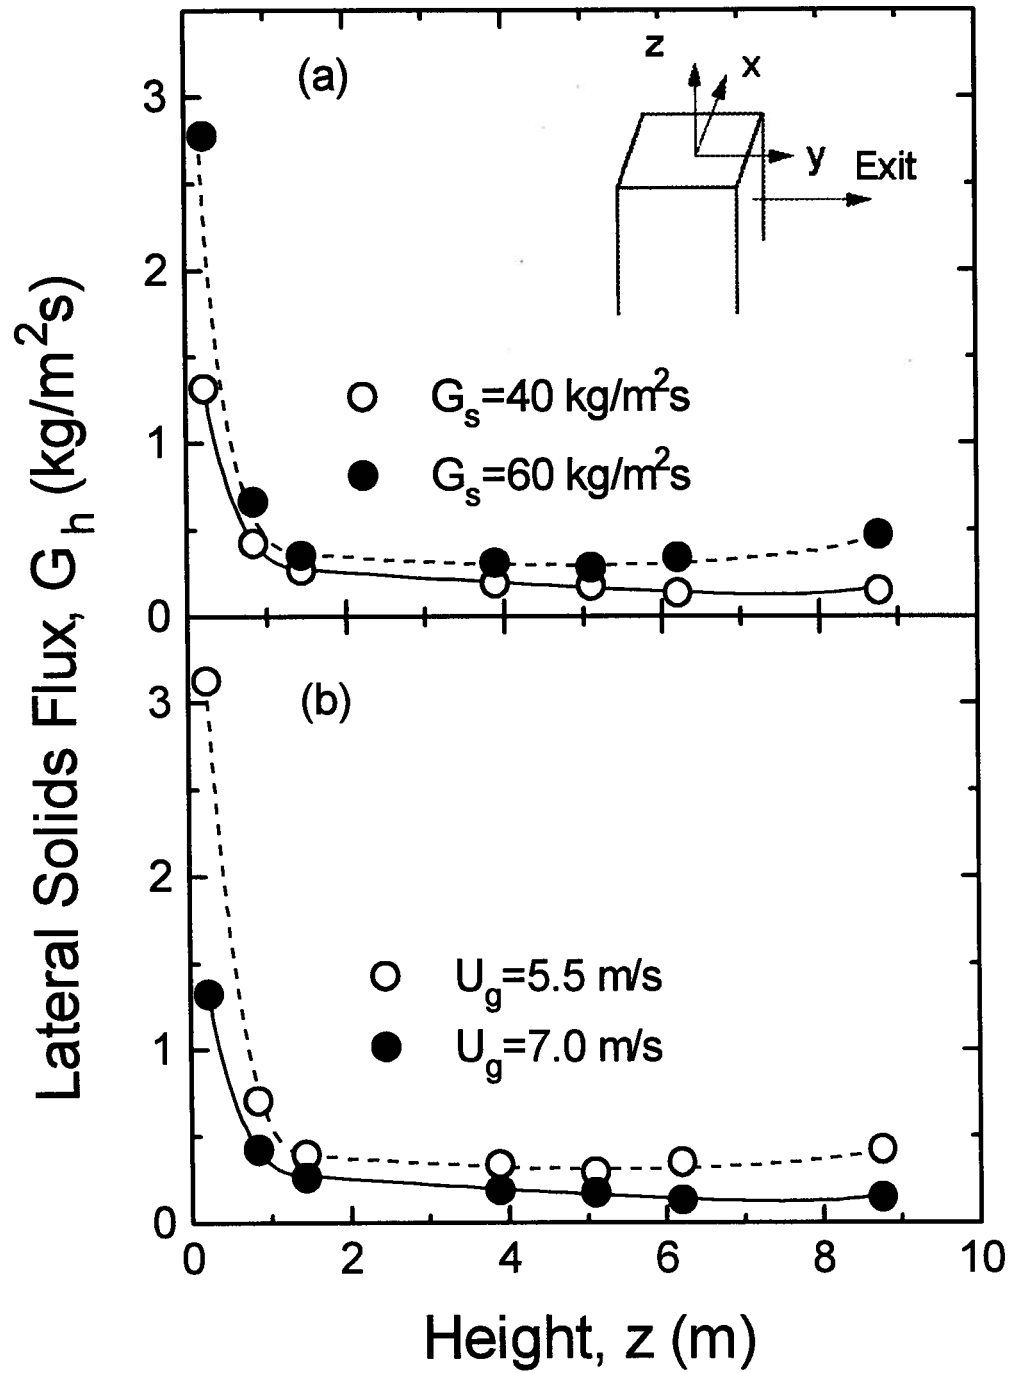 (a)
z
x
y
Exit
3
2
1
0
G_s=40 kg/m²s
G_s=60 kg/m²s
Lateral Solids Flux, G_h (kg/m²s)
(b)
3
2
1
0
U_g=5.5 m/s
U_g=7.0 m/s
0 2 4 6 8 10
Height, z (m)